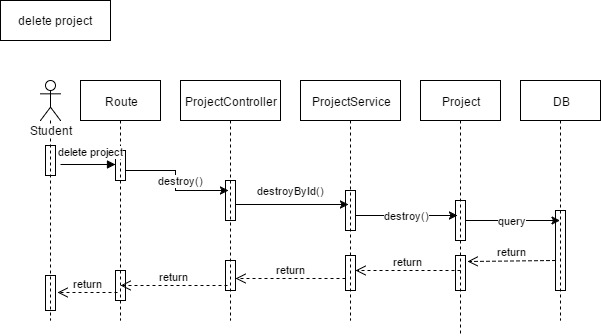 delete project
Route
ProjectController
ProjectService
Project
DB
Student
delete project
destroy()
destroyById()
destroy()
query
return
return
return
return
return